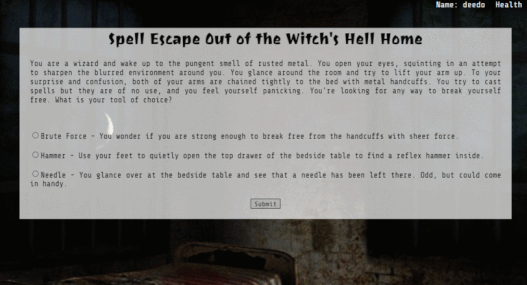 Name: deedo Health
Spell Escape Out of the Witch's Hell Home
You are a wizard and wake up to the pungent smell of rusted metal. You open your eyes, squinting in an attempt
to sharpen the blurred environment around you. You glance around the room and try to lift your arm up. To your
surprise and confusion, both of your arms are chained tightly to the bed with metal handcuffs. You try to cast
spells but they are of no use, and you feel yourself panicking. You're looking for any way to break yourself
free. What is your tool of choice?
Brute Force - You wonder if you are strong enough to break free from the handcuffs with sheer force.
Hammer - Use your feet to quietly open the top drawer of the bedside table to find a reflex hammer inside.
Needle - You glance over at the bedside table and see that a needle has been left there. Odd, but could come
in handy.
Submit